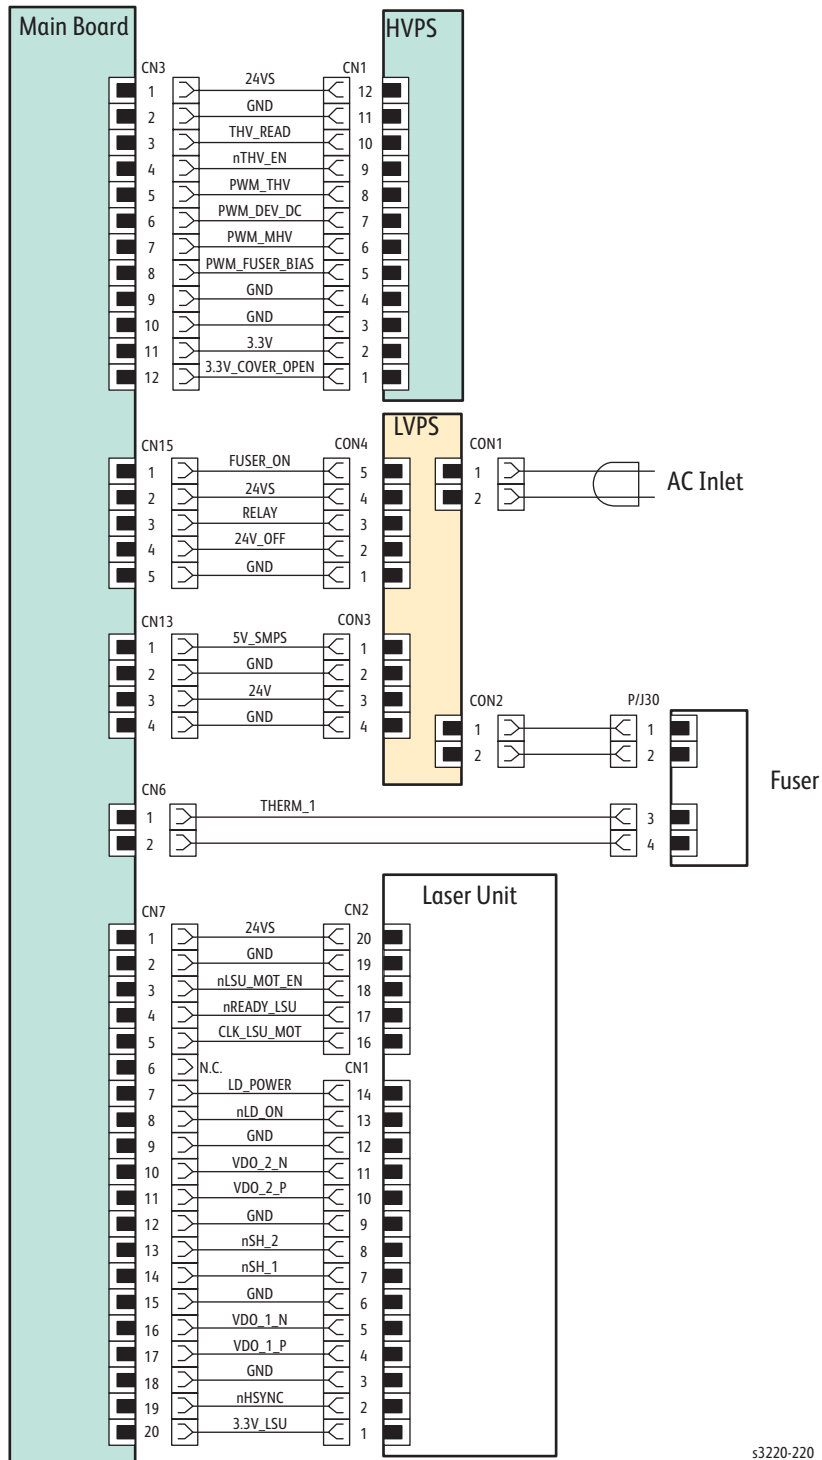 Main Board HVPS
CN3 CN1
1 24VS 12
2 GND 11
3 THV_READ 10
4 nTHV_EN 9
5 PWM_THV 8
6 PWM_DEV_DC 7
7 PWM_MHV 6
8 PWM_FUSER_BIAS 5
9 GND 4
10 GND 3
11 3.3V 2
12 3.3V_COVER_OPEN 1
LVPS
CN15 CON4 CON1
1 FUSER_ON 5 1
2 24VS 4 2 AC Inlet
3 RELAY 3
4 24V_OFF 2
5 GND 1
CN13 CON3
1 5V_SMPS 1
2 GND 2
3 24V 3
4 GND 4
CON2 P/J30
1 1
2 2
Fuser
CN6
1 THERM_1 3
2 4
Laser Unit
CN7 CN2
1 24VS 20
2 GND 19
3 nLSU_MOT_EN 18
4 nREADY_LSU 17
5 CLK_LSU_MOT 16
6 N.C. CN1
7 LD_POWER 14
8 nLD_ON 13
9 GND 12
10 VDO_2_N 11
11 VDO_2_P 10
12 GND 9
13 nSH_2 8
14 nSH_1 7
15 GND 6
16 VDO_1_N 5
17 VDO_1_P 4
18 GND 3
19 nHSYNC 2
20 3.3V_LSU 1
s3220-220